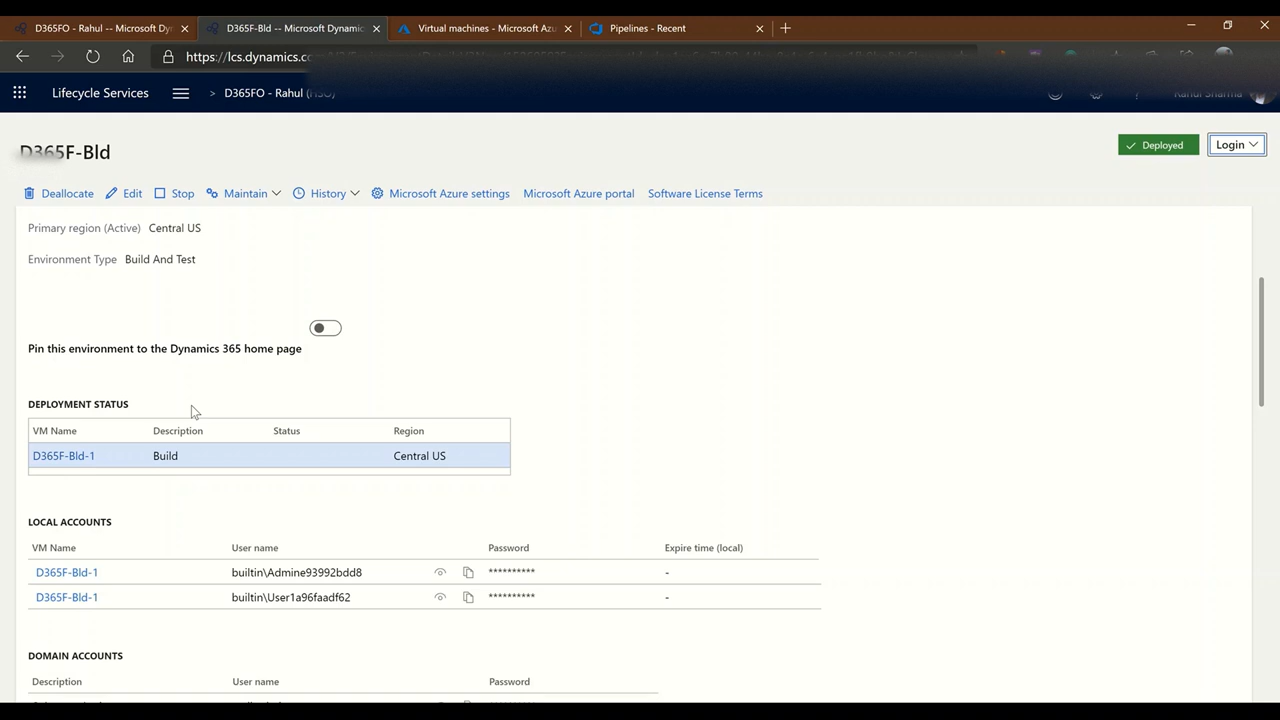 D365FO - Rahul -- Microsoft Dy
D365F-Bld -- Microsoft Dynamic
Virtual machines - Microsoft Az
Pipelines - Recent
https://lcs.dynamics.c
Lifecycle Services
> D365FO - Rahul
Rahul Sharma
D365F-Bld
Deployed
Login
Deallocate
Edit
Stop
Maintain
History
Microsoft Azure settings
Microsoft Azure portal
Software License Terms
Primary region (Active) Central US
Environment Type Build And Test
Pin this environment to the Dynamics 365 home page
DEPLOYMENT STATUS
VM Name Description Status Region
D365F-Bld-1 Build Central US
LOCAL ACCOUNTS
VM Name User name Password Expire time (local)
D365F-Bld-1 builtin\Admine93992bdd8 ********** -
D365F-Bld-1 builtin\User1a96faadf62 ********** -
DOMAIN ACCOUNTS
Description User name Password